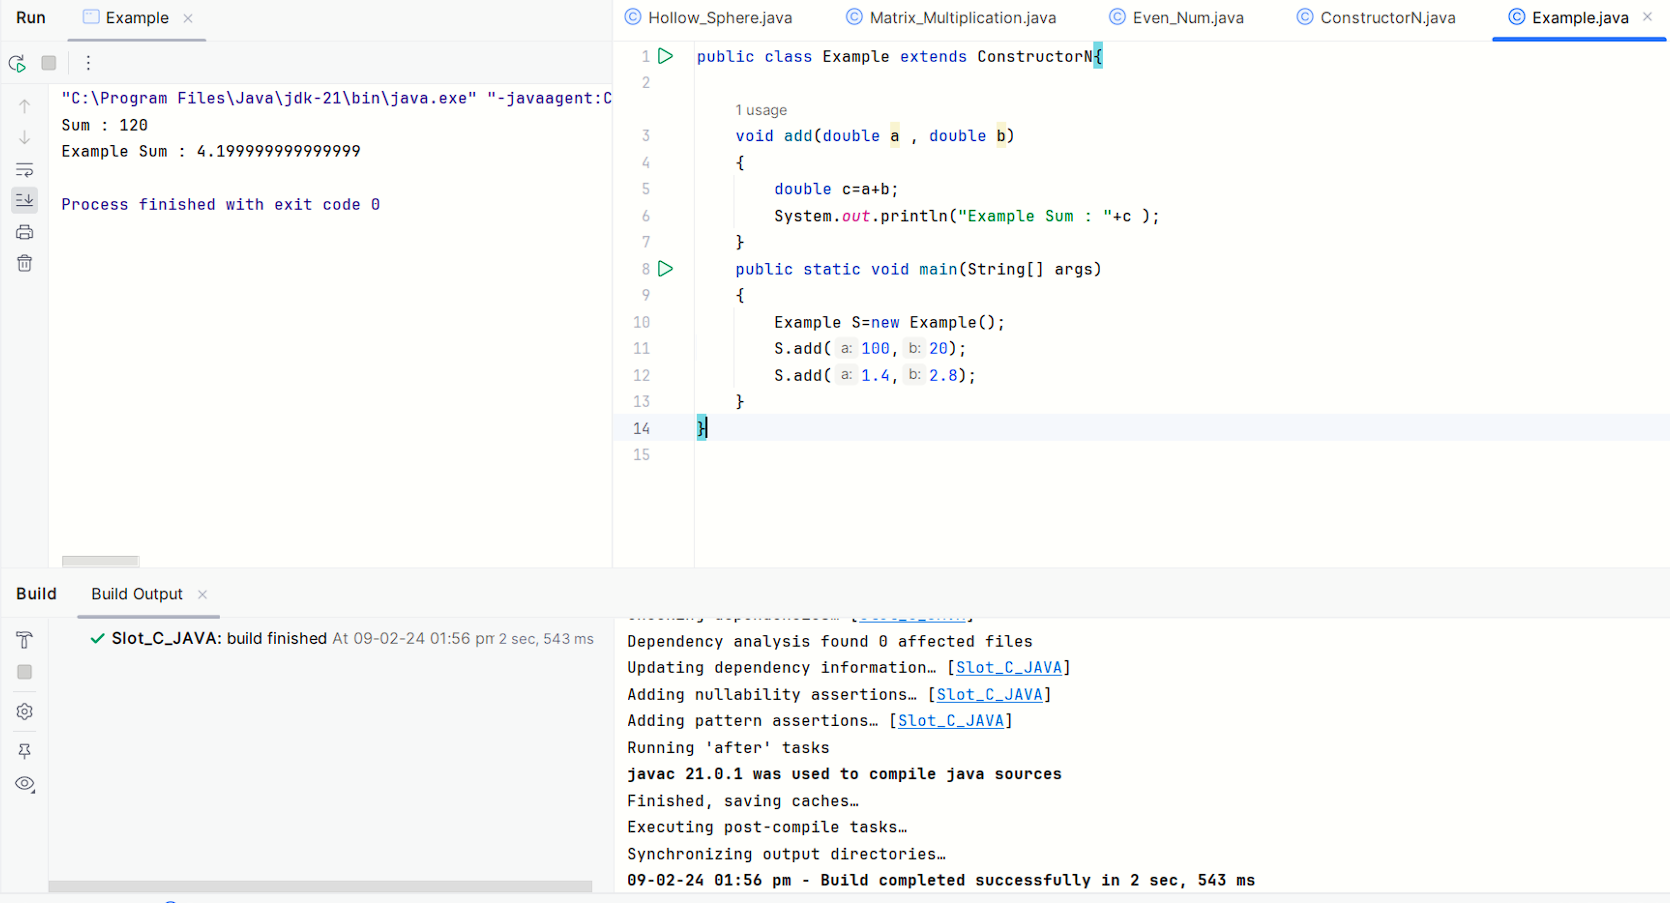 Run Example
"C:\Program Files\Java\jdk-21\bin\java.exe" "-javaagent:C
Sum : 120
Example Sum : 4.199999999999999
Process finished with exit code 0
Hollow_Sphere.java Matrix_Multiplication.java Even_Num.java ConstructorN.java Example.java
1 public class Example extends ConstructorN{
2
1 usage
3 void add(double a , double b)
4 {
5 double c=a+b;
6 System.out.println("Example Sum : "+c );
7 }
8 public static void main(String[] args)
9 {
10 Example S=new Example();
11 S.add( a: 100, b: 20);
12 S.add( a: 1.4, b: 2.8);
13 }
14 }
15
Build Build Output
Slot_C_JAVA: build finished At 09-02-24 01:56 pm 2 sec, 543 ms
Dependency analysis found 0 affected files
Updating dependency information… [Slot_C_JAVA]
Adding nullability assertions… [Slot_C_JAVA]
Adding pattern assertions… [Slot_C_JAVA]
Running 'after' tasks
javac 21.0.1 was used to compile java sources
Finished, saving caches…
Executing post-compile tasks…
Synchronizing output directories…
09-02-24 01:56 pm - Build completed successfully in 2 sec, 543 ms